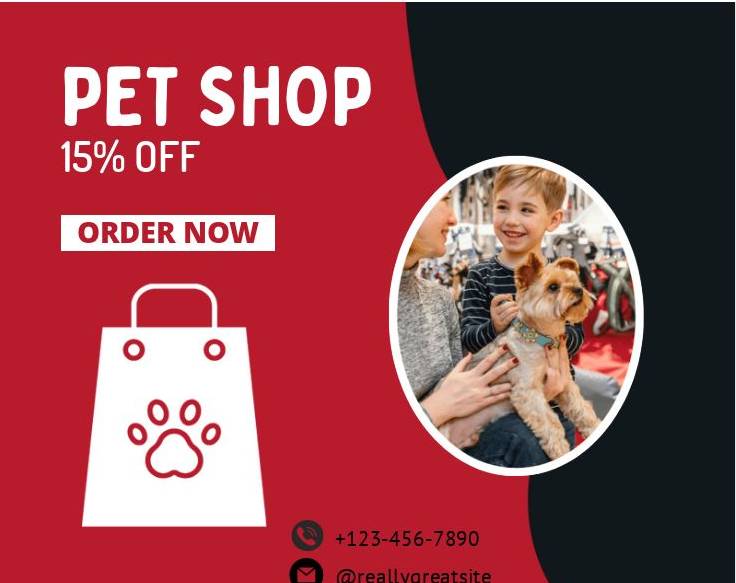 PET SHOP
15% OFF
ORDER NOW
+123-456-7890
@reallygreatsite